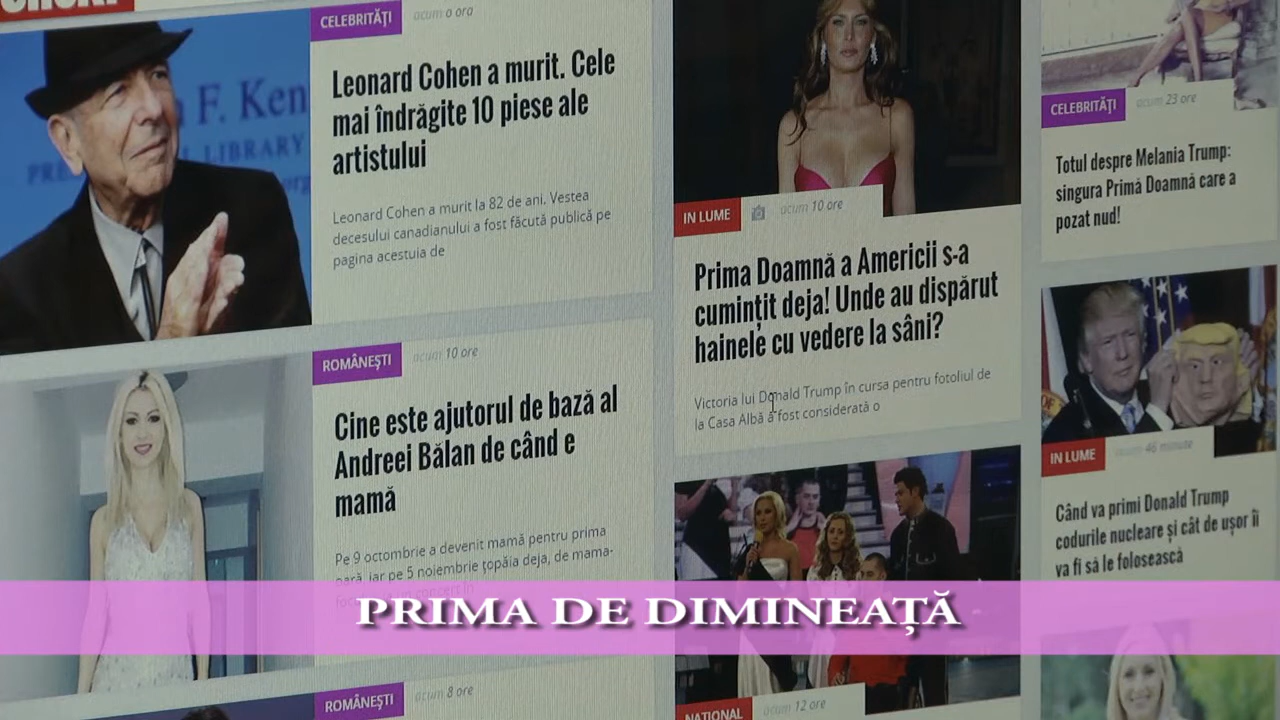 CELEBRITĂȚI
acum o ora
Leonard Cohen a murit. Cele
mai îndrăgite 10 piese ale
artistului
Leonard Cohen a murit la 82 de ani. Vestea
decesului canadianului a fost făcută publică pe
pagina acestuia de
F. Ken
LIBRARY
ROMÂNEȘTI
acum 10 ore
Cine este ajutorul de bază al
Andreei Bălan de când e
mamă
Pe 9 octombrie a devenit mamă pentru prima
oară, iar pe 5 noiembrie țopăia deja, de mama-
ROMÂNEȘTI
acum 8 ore
IN LUME
acum 10 ore
Prima Doamnă a Americii s-a
cumințit deja! Unde au dispărut
hainele cu vedere la sâni?
Victoria lui Donald Trump în cursa pentru fotoliul de
la Casa Albă a fost considerată o
NAȚIONAL
acum 12 ore
CELEBRITĂȚI
acum 23 ore
Totul despre Melania Trump:
singura Primă Doamnă care a
pozat nud!
IN LUME
acum 46 minute
Când va primi Donald Trump
codurile nucleare și cât de ușor îi
va fi să le folosească
PRIMA DE DIMINEAȚĂ